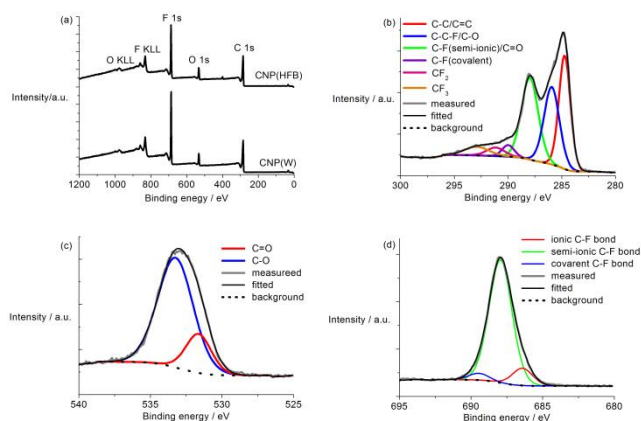 (a)
F 1s
F KLL
O KLL
O 1s
C 1s
CNP(HFB)
CNP(W)
Intensity/a.u.
1200 1000 800 600 400 200 0
Binding energy / eV
(b)
C-C/C=C
C-C-F/C-O
C-F(semi-ionic)/C=O
C-F(covalent)
CF2
CF3
measured
fitted
background
Intensity / a.u.
300 295 290 285 280
Binding energy / eV
(c)
C=O
C-O
measureed
fitted
background
Intensity / a.u.
540 535 530 525
Binding energy / eV
(d)
ionic C-F bond
semi-ionic C-F bond
covarent C-F bond
measured
fitted
background
Intensity / a.u.
695 690 685 680
Binding energy / eV